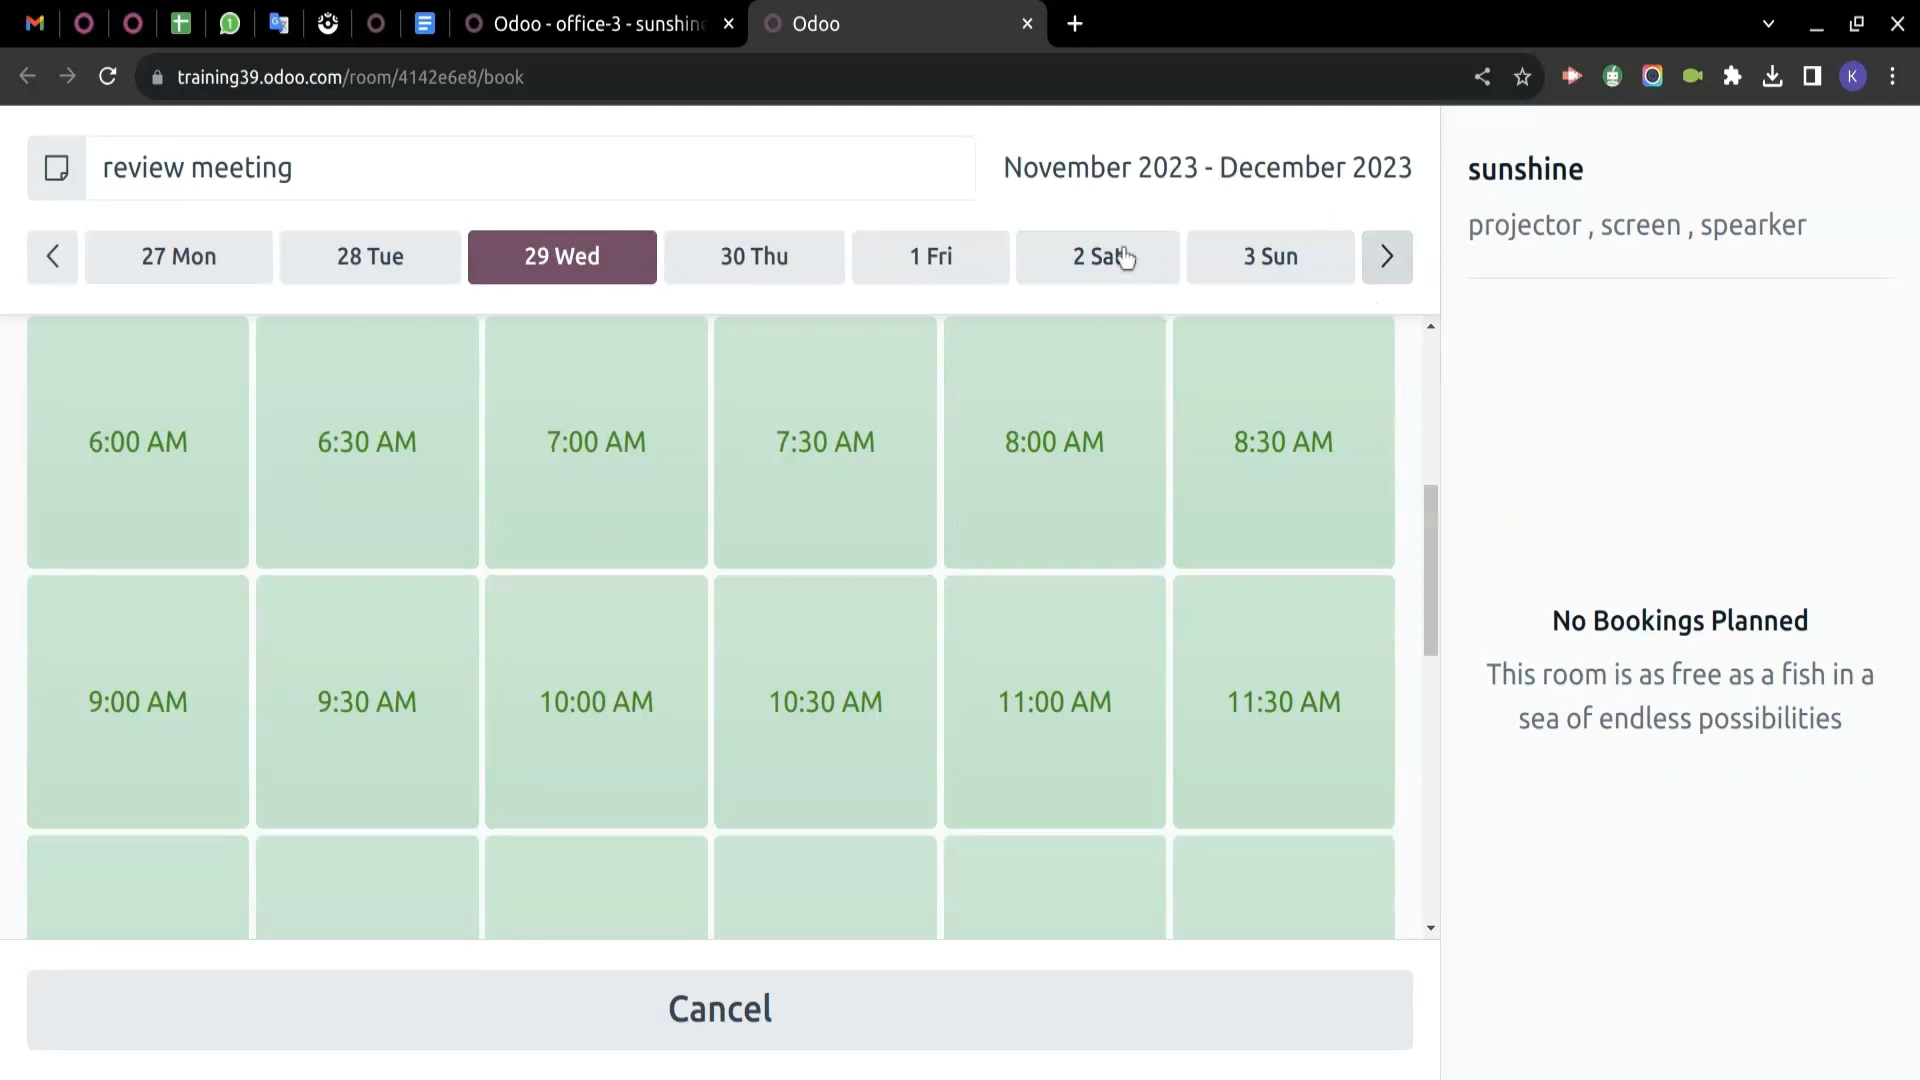 Odoo - office-3 - sunshine
Odoo
training39.odoo.com/room/4142e6e8/book
K
review meeting
November 2023 - December 2023
27 Mon
28 Tue
29 Wed
30 Thu
1 Fri
2 Sat
3 Sun
6:00 AM
6:30 AM
7:00 AM
7:30 AM
8:00 AM
8:30 AM
9:00 AM
9:30 AM
10:00 AM
10:30 AM
11:00 AM
11:30 AM
Cancel
sunshine
projector , screen , spearker
No Bookings Planned
This room is as free as a fish in a
sea of endless possibilities